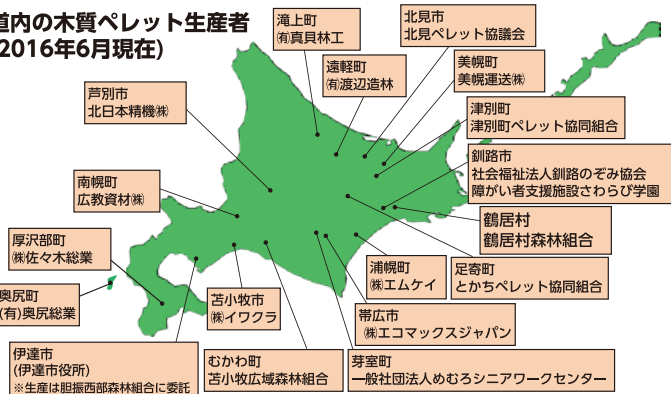 道内の木質ペレット生産者
(2016年6月現在)
滝上町
㈲真貝林工
北見市
北見ペレット協議会
遠軽町
㈲渡辺造林
美幌町
美幌運送㈱
芦別市
北日本精機㈱
津別町
津別町ペレット協同組合
釧路市
社会福祉法人釧路のぞみ協会
障がい者支援施設さわらび学園
南幌町
広教資材㈱
鶴居村
鶴居村森林組合
厚沢部町
㈱佐々木総業
浦幌町
㈱エムケイ
足寄町
とかちペレット協同組合
奥尻町
(有)奥尻総業
苫小牧市
㈱イワクラ
帯広市
㈱エコマックスジャパン
伊達市
(伊達市役所)
※生産は胆振西部森林組合に委託
むかわ町
苫小牧広域森林組合
芽室町
一般社団法人めむろシニアワークセンター